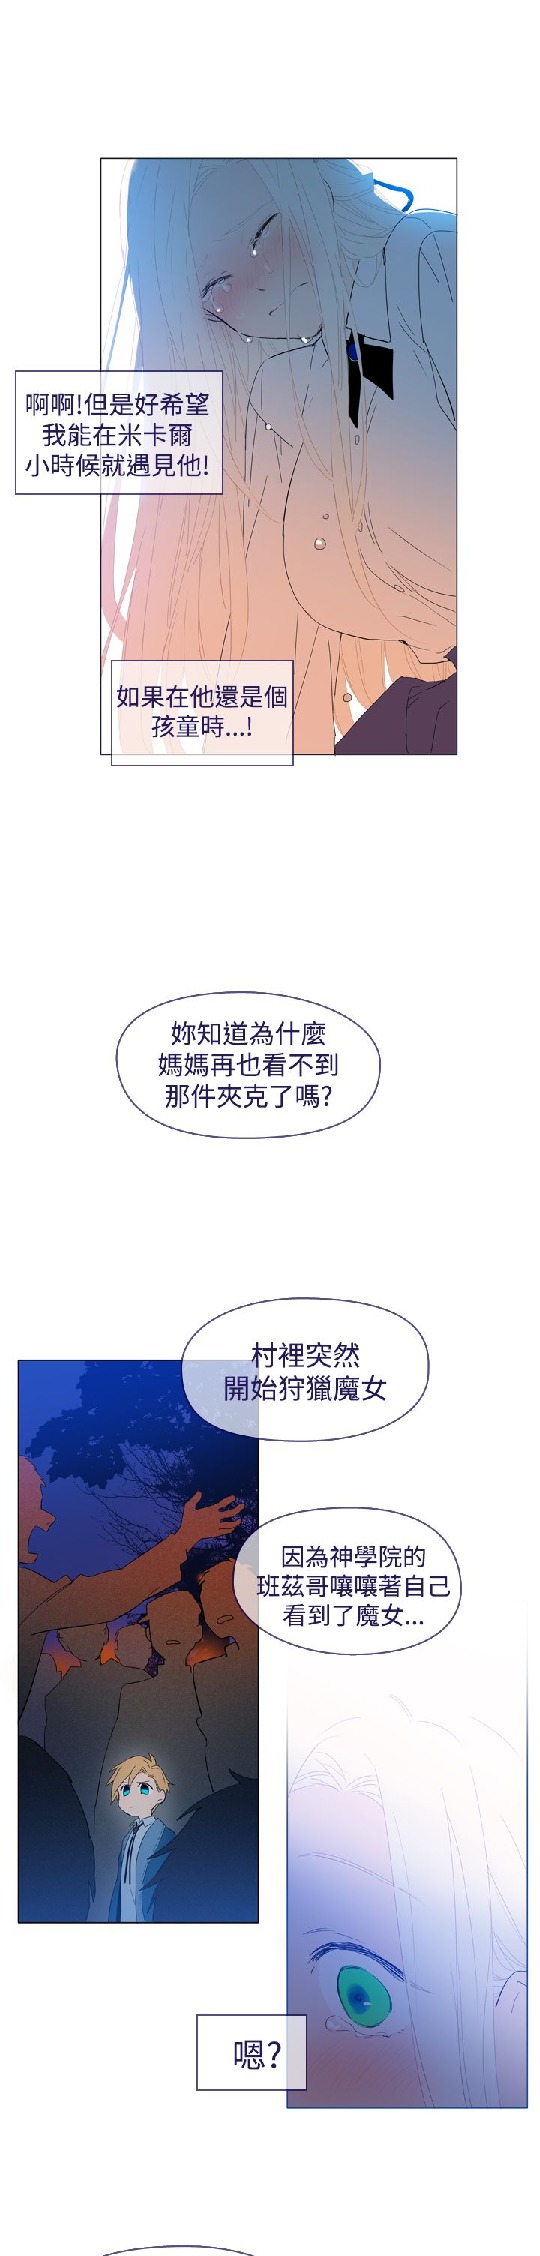 啊啊!但是好希望
我能在米卡爾
小時候就遇見他!
如果在他還是個
孩童時...!
妳知道為什麼
媽媽再也看不到
那件夾克了嗎?
村裡突然
開始狩獵魔女
因為神學院的
班茲哥嚷嚷著自己
看到了魔女...
嗯?